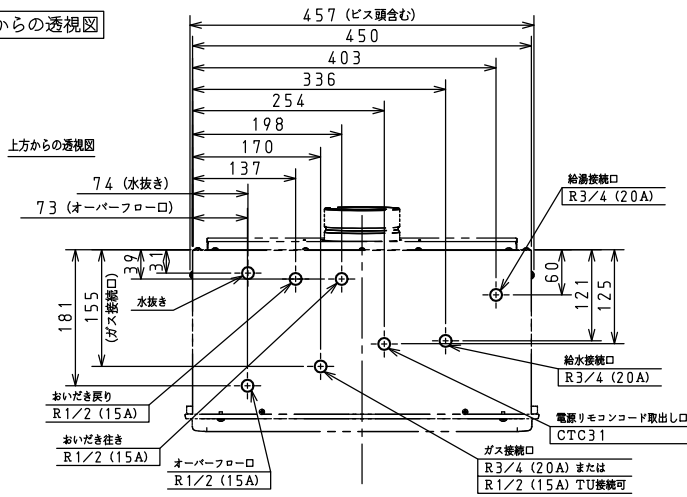 からの透視図
457 (ビス頭含む)
450
403
336
254
198
170
137
上方からの透視図
74 (水抜き)
73 (オーバーフロー口)
給湯接続口
R3/4 (20A)
39
31
155
(ガス接続口)
181
60
121
125
水抜き
給水接続口
R3/4 (20A)
おいだき戻り
R1/2 (15A)
おいだき往き
R1/2 (15A)
オーバーフロー口
R1/2 (15A)
電源リモコンコード取出し口
CTC31
ガス接続口
R3/4 (20A) または
R1/2 (15A) TU接続可